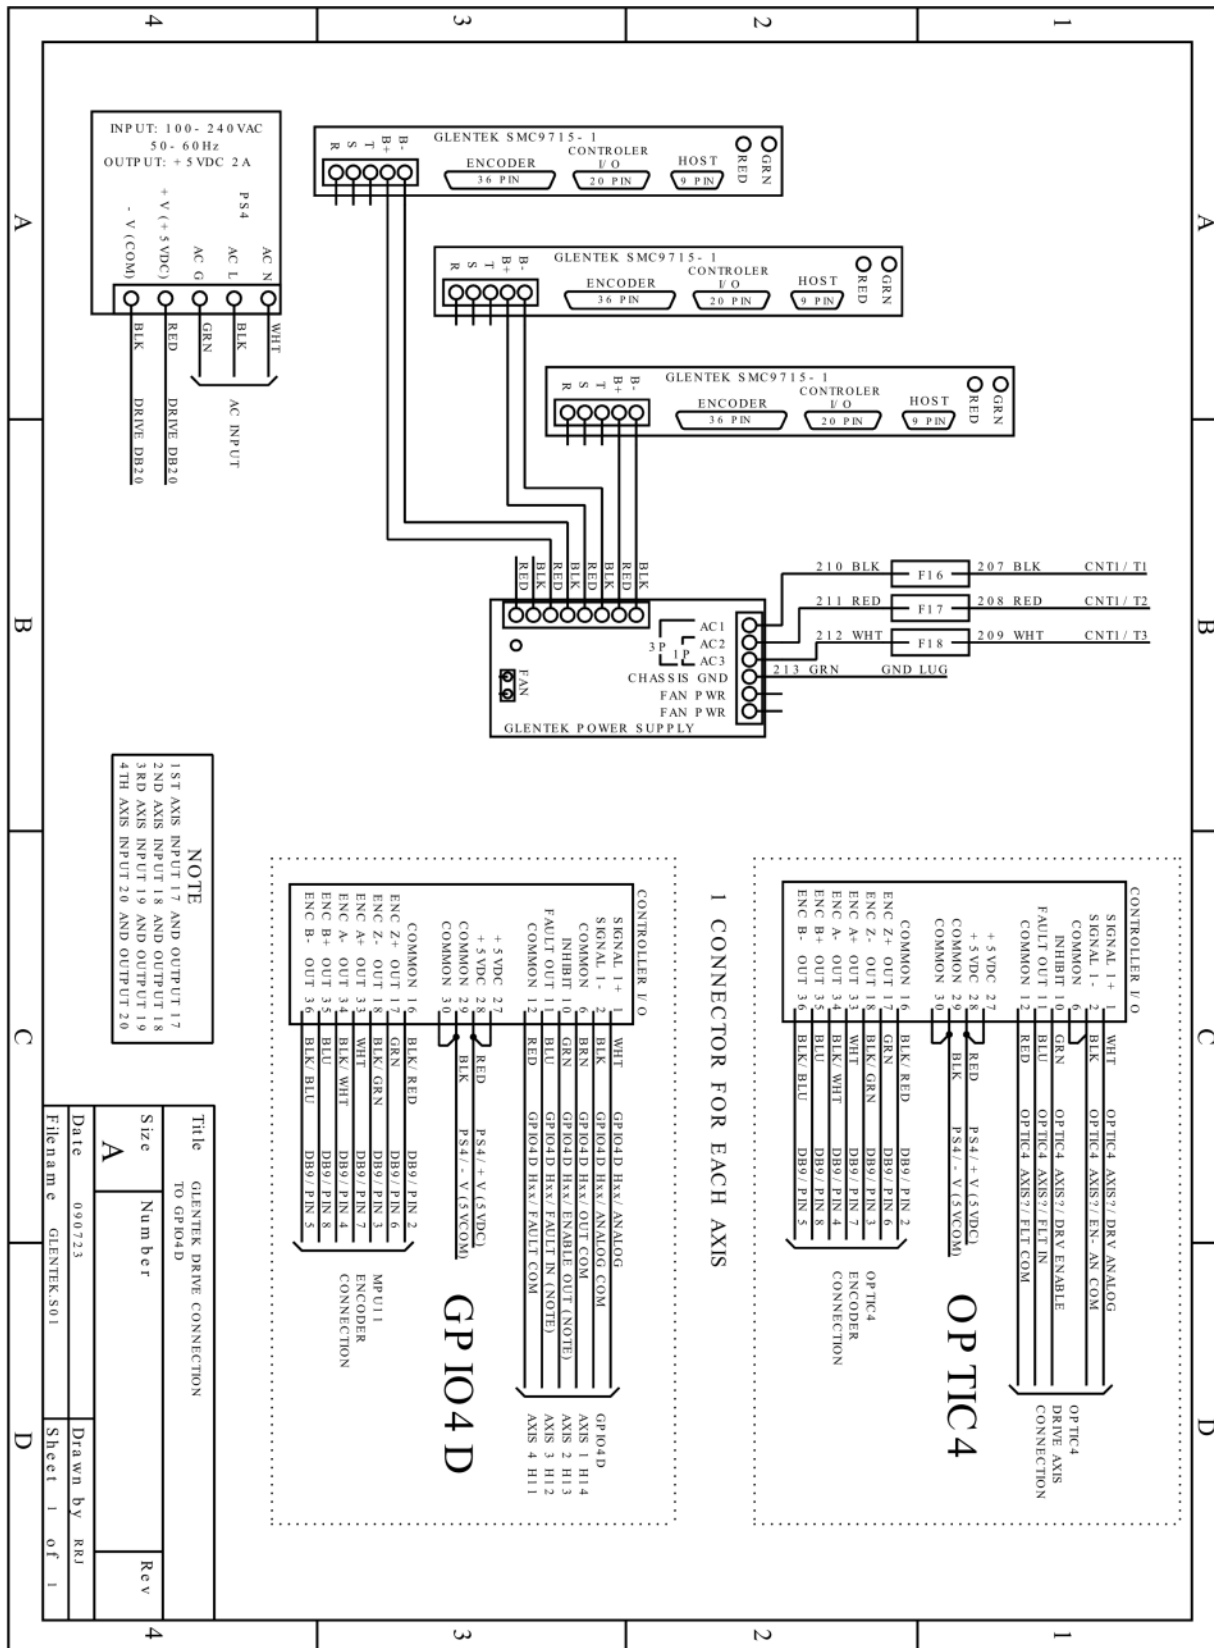 4 3 2 1
A
B
C
D
INPUT: 100-240VAC
50-60Hz
OUTPUT: +5VDC 2A
PS4
- V (COM)
+ V (+5VDC)
AC G
AC L
AC N
BLK
RED
GRN
BLK
WHT
DRIVE DB20
DRIVE DB20
AC INPUT
GLENTEK SMC9715-1
R S T B+ B-
ENCODER
36 PIN
CONTROLER
I/O
20 PIN
HOST
9 PIN
RED
GRN
GLENTEK SMC9715-1
R S T B+ B-
ENCODER
36 PIN
CONTROLER
I/O
20 PIN
HOST
9 PIN
RED
GRN
GLENTEK SMC9715-1
R S T B+ B-
ENCODER
36 PIN
CONTROLER
I/O
20 PIN
HOST
9 PIN
RED
GRN
RED
BLK
RED
BLK
RED
BLK
RED
BLK
210 BLK F16 207 BLK CNT1/T1
211 RED F17 208 RED CNT1/T2
212 WHT F18 209 WHT CNT1/T3
213 GRN GND LUG
AC1
AC2
AC3
3P 1P
CHASSIS GND
FAN PWR
FAN PWR
FAN
GLENTEK POWER SUPPLY
NOTE
1ST AXIS INPUT 17 AND OUTPUT 17
2ND AXIS INPUT 18 AND OUTPUT 18
3RD AXIS INPUT 19 AND OUTPUT 19
4TH AXIS INPUT 20 AND OUTPUT 20
1 CONNECTOR FOR EACH AXIS
CONTROLLER I/O
SIGNAL 1+ 1 WHT OPTIC4 AXIS?/DRV ANALOG
SIGNAL 1- 2 BLK OPTIC4 AXIS?/EN-AN COM
COMMON 6
INHIBIT 10 GRN OPTIC4 AXIS?/DRV ENABLE
FAULT OUT 11 BLU OPTIC4 AXIS?/FLT IN
COMMON 12 RED OPTIC4 AXIS?/FLT COM
OPTIC4
DRIVE AXIS
CONNECTION
+5VDC 27
+5VDC 28 RED PS4/+V (5VDC)
COMMON 29 BLK PS4/-V (5VCOM)
COMMON 30
OPTIC4
COMMON 16 BLK/RED DB9/PIN 2
ENC Z+ OUT 17 GRN DB9/PIN 6
ENC Z- OUT 18 BLK/GRN DB9/PIN 3
ENC A+ OUT 33 WHT DB9/PIN 7
ENC A- OUT 34 BLK/WHT DB9/PIN 4
ENC B+ OUT 35 BLU DB9/PIN 8
ENC B- OUT 36 BLK/BLU DB9/PIN 5
OPTIC4
ENCODER
CONNECTION
CONTROLLER I/O
SIGNAL 1+ 1 WHT GPIO4D Hxx/ANALOG
SIGNAL 1- 2 BLK GPIO4D Hxx/ANALOG COM
COMMON 6 BRN GPIO4D Hxx/OUT COM
INHIBIT 10 GRN GPIO4D Hxx/ENABLE OUT (NOTE)
FAULT OUT 11 BLU GPIO4D Hxx/FAULT IN (NOTE)
COMMON 12 RED GPIO4D Hxx/FAULT COM
GPIO4D
AXIS 1 H14
AXIS 2 H13
AXIS 3 H12
AXIS 4 H11
+5VDC 27
+5VDC 28 RED PS4/+V (5VDC)
COMMON 29 BLK PS4/-V (5VCOM)
COMMON 30
GPIO4D
COMMON 16 BLK/RED DB9/PIN 2
ENC Z+ OUT 17 GRN DB9/PIN 6
ENC Z- OUT 18 BLK/GRN DB9/PIN 3
ENC A+ OUT 33 WHT DB9/PIN 7
ENC A- OUT 34 BLK/WHT DB9/PIN 4
ENC B+ OUT 35 BLU DB9/PIN 8
ENC B- OUT 36 BLK/BLU DB9/PIN 5
MPU11
ENCODER
CONNECTION
Title GLENTEK DRIVE CONNECTION
TO GPIO4D
Size Number Rev
A
Date 090723 Drawn by RRJ
Filename GLENTEK.S01 Sheet 1 of 1
A
B
C
D
4 3 2 1